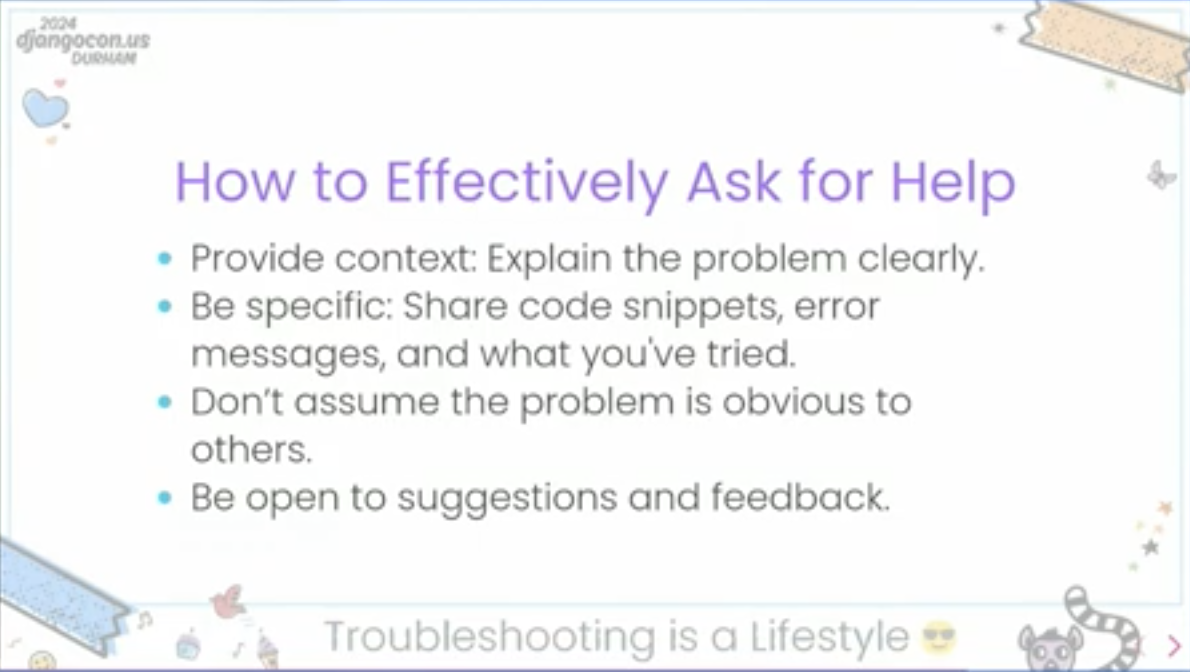 2024
djangocon.us
DURHAM
How to Effectively Ask for Help
• Provide context: Explain the problem clearly.
• Be specific: Share code snippets, error
messages, and what you've tried.
• Don’t assume the problem is obvious to
others.
• Be open to suggestions and feedback.
Troubleshooting is a Lifestyle 😎